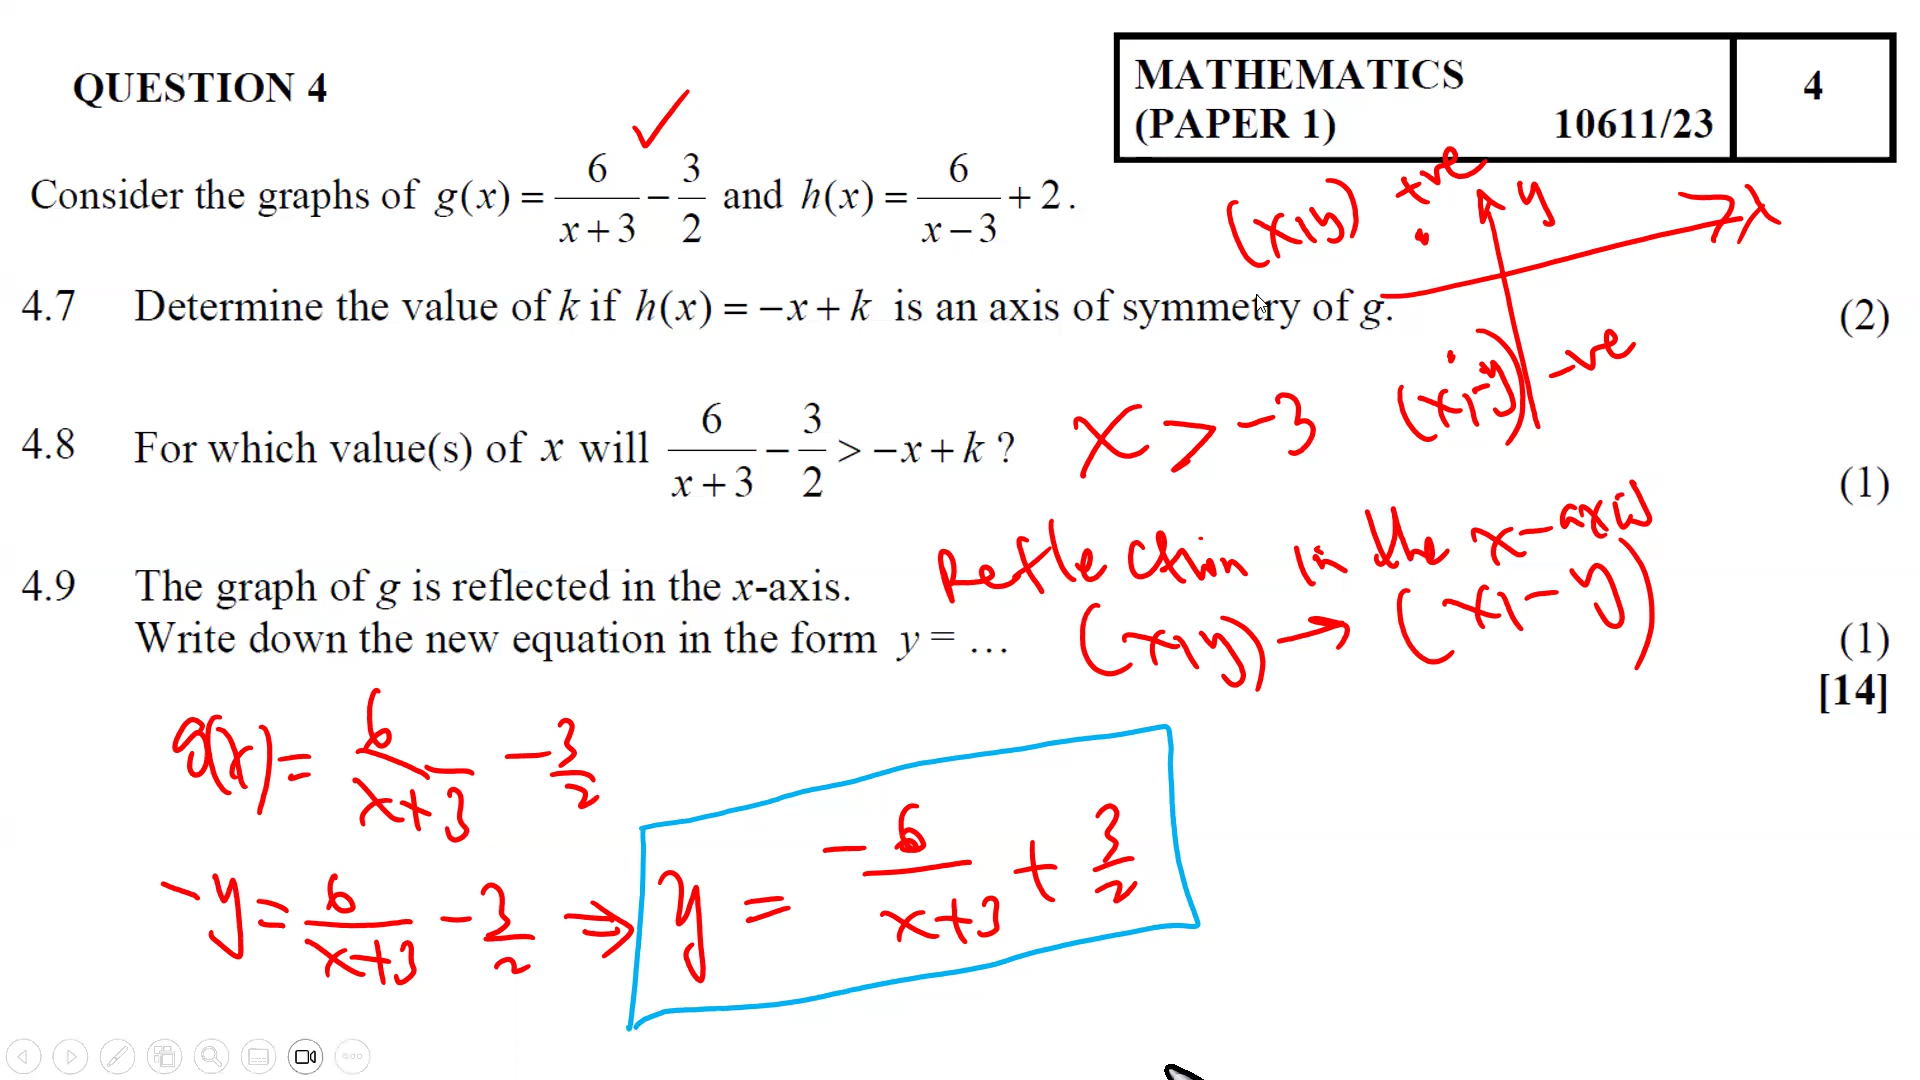 QUESTION 4
MATHEMATICS
(PAPER 1) 10611/23
4
Consider the graphs of g(x) = 6/(x + 3) − 3/2 and h(x) = 6/(x − 3) + 2.
(x, y) +ve y x
4.7 Determine the value of k if h(x) = −x + k is an axis of symmetry of g. (2)
(x, -y) -ve
4.8 For which value(s) of x will 6/(x + 3) − 3/2 > −x + k ? (1)
x > -3
4.9 The graph of g is reflected in the x-axis.
Write down the new equation in the form y = … (1)
[14]
Reflection in the x-axis
(x, y) → (x, -y)
g(x) = 6/(x+3) - 3/2
-y = 6/(x+3) - 3/2 ⇒ y = -6/(x+3) + 3/2